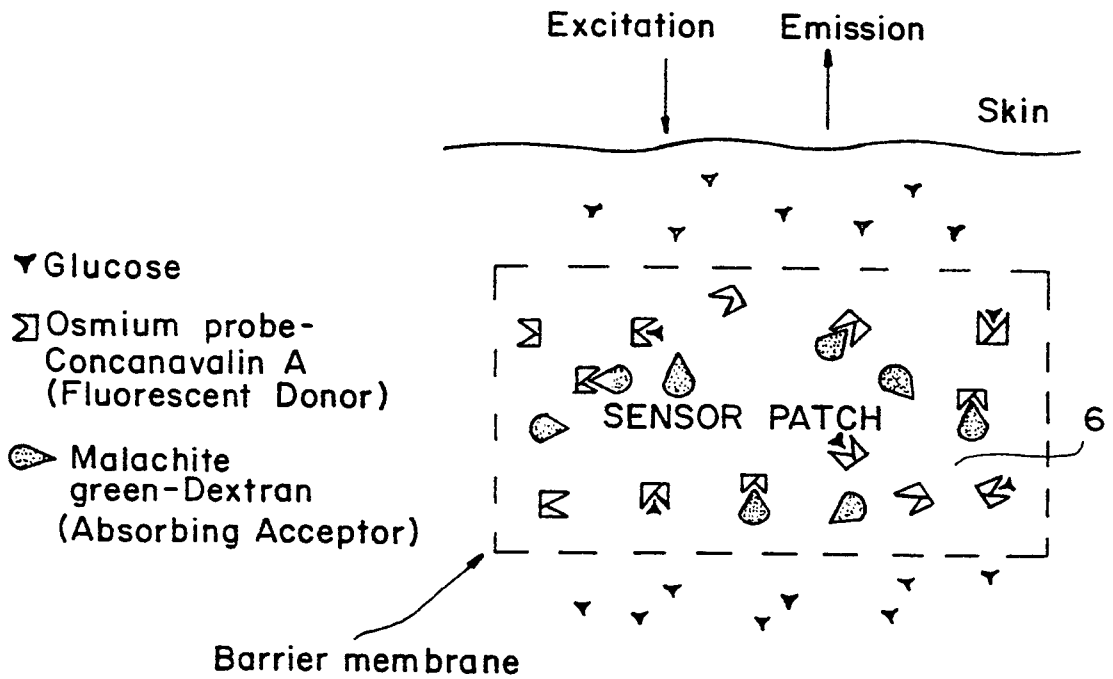 Excitation Emission
Skin
Glucose
Osmium probe-
Concanavalin A
(Fluorescent Donor)
SENSOR PATCH
6
Malachite
green-Dextran
(Absorbing Acceptor)
Barrier membrane